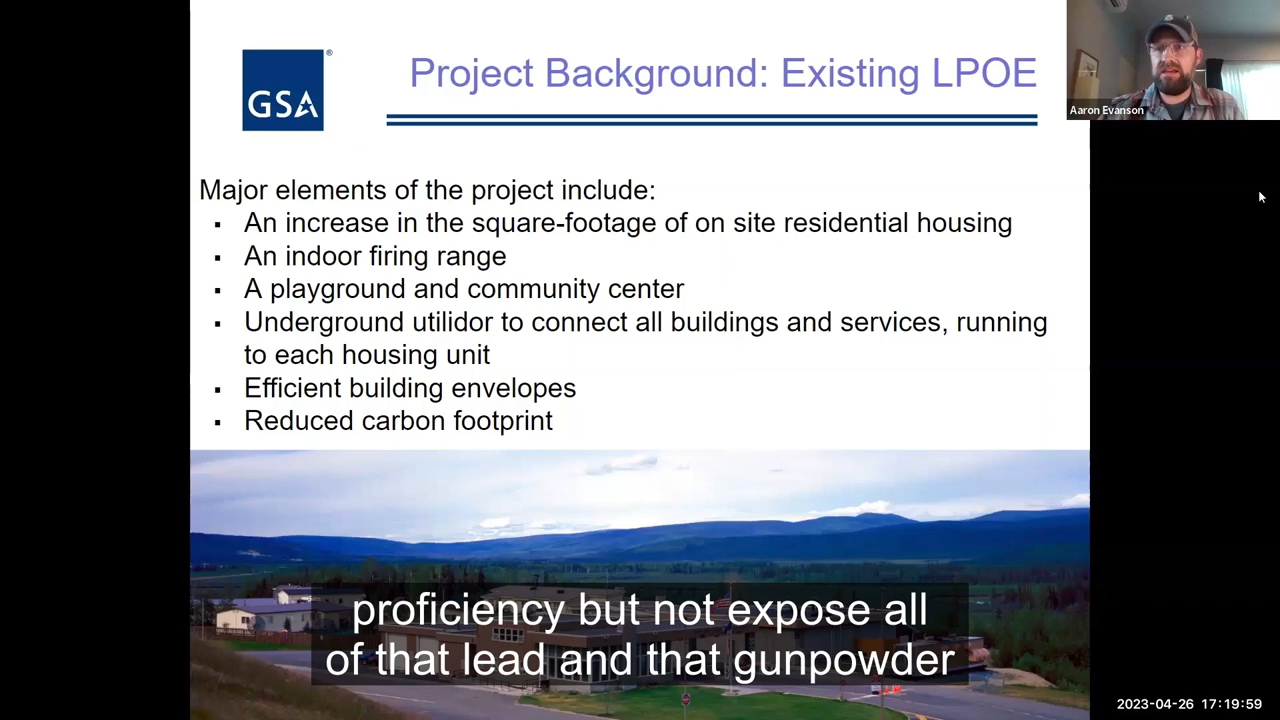 GSA
®
Project Background: Existing LPOE
Aaron Evanson
Major elements of the project include:
▪ An increase in the square-footage of on site residential housing
▪ An indoor firing range
▪ A playground and community center
▪ Underground utilidor to connect all buildings and services, running
to each housing unit
▪ Efficient building envelopes
▪ Reduced carbon footprint
proficiency but not expose all
of that lead and that gunpowder
2023-04-26 17:19:59